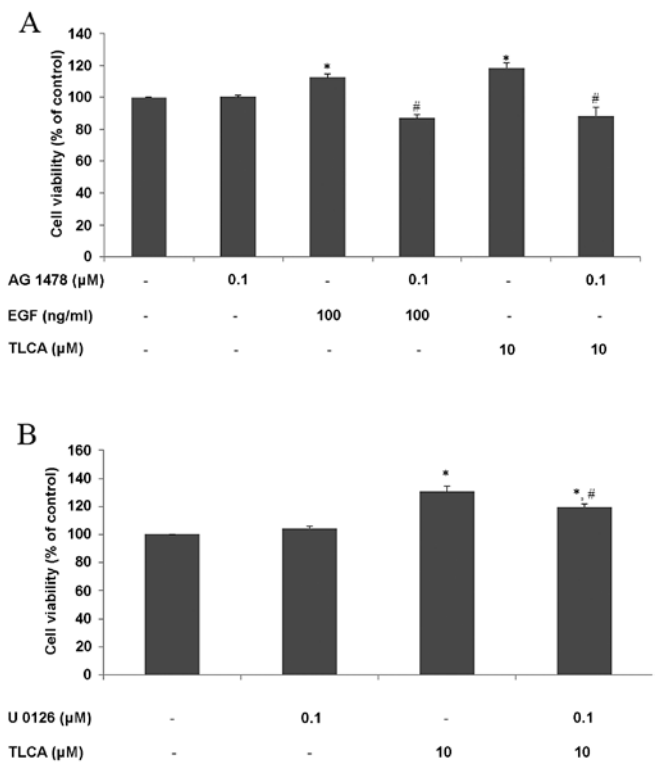 A
140
120
100
80
60
40
20
0
Cell viability (% of control)
* # * #
AG 1478 (µM) - 0.1 - 0.1 - 0.1
EGF (ng/ml) - - 100 100 - -
TLCA (µM) - - - - 10 10
B
160
140
120
100
80
60
40
20
0
Cell viability (% of control)
* *, #
U 0126 (µM) - 0.1 - 0.1
TLCA (µM) - - 10 10